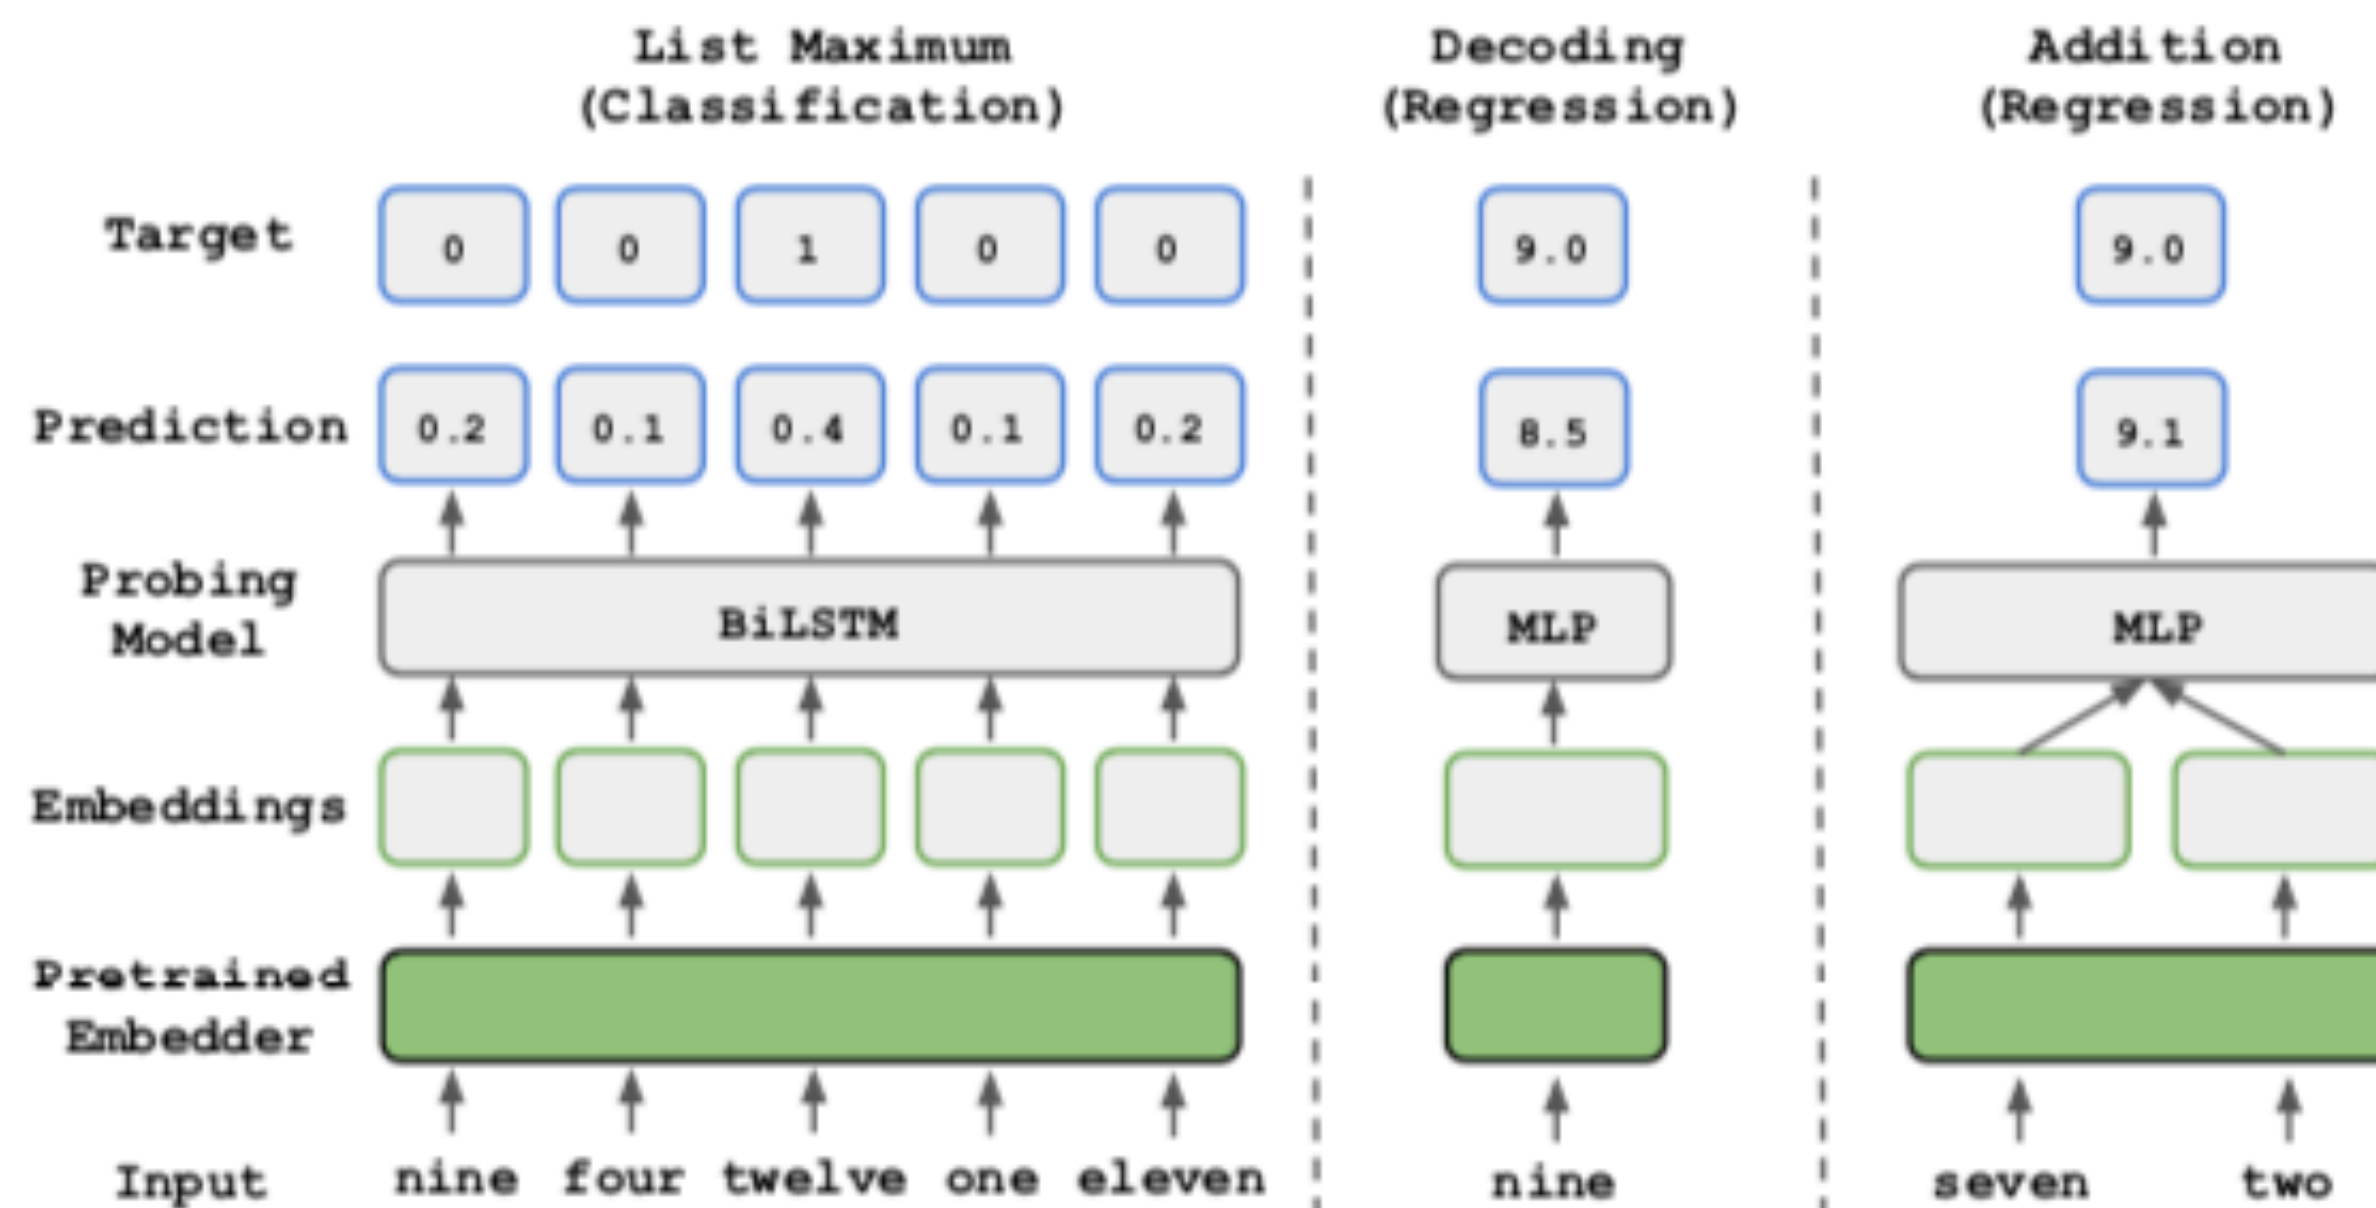 List Maximum
(Classification)
Decoding
(Regression)
Addition
(Regression)
Target
0 0 1 0 0
9.0
9.0
Prediction
0.2 0.1 0.4 0.1 0.2
8.5
9.1
Probing
Model
BiLSTM
MLP
MLP
Embeddings
Pretrained
Embedder
Input
nine four twelve one eleven
nine
seven two